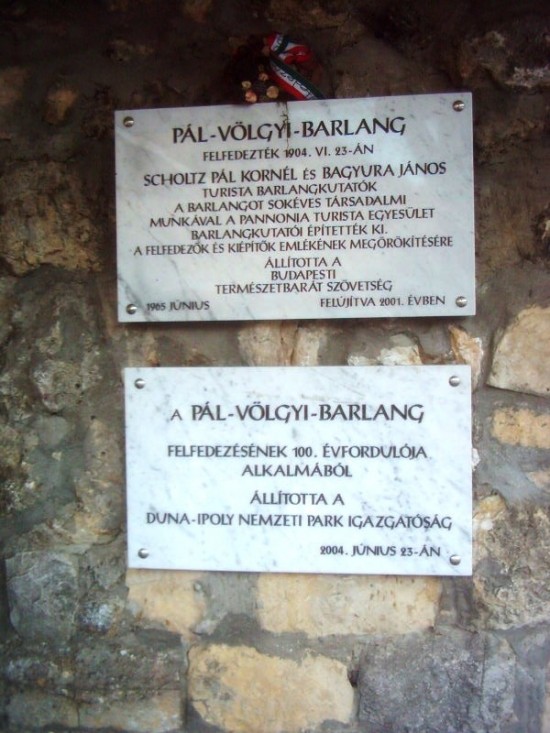 PÁL-VÖLGYI-BARLANG
FELFEDEZTÉK 1904. VI. 23-ÁN
SCHOLTZ PÁL KORNÉL ÉS BAGYURA JÁNOS
TURISTA BARLANGKUTATÓK
A BARLANGOT SOKÉVES TÁRSADALMI
MUNKÁVAL A PANNONIA TURISTA EGYESÜLET
BARLANGKUTATÓI ÉPÍTETTÉK KI.
A FELFEDEZŐK ÉS KIÉPÍTŐK EMLÉKÉNEK MEGÖRÖKÍTÉSÉRE
ÁLLÍTOTTA A
BUDAPESTI
TERMÉSZETBARÁT SZÖVETSÉG
1965 JÚNIUS FELÚJÍTVA 2001. ÉVBEN
A PÁL-VÖLGYI-BARLANG
FELFEDEZÉSÉNEK 100. ÉVFORDULÓJA
ALKALMÁBÓL
ÁLLÍTOTTA A
DUNA-IPOLY NEMZETI PARK IGAZGATÓSÁG
2004. JÚNIUS 23-ÁN